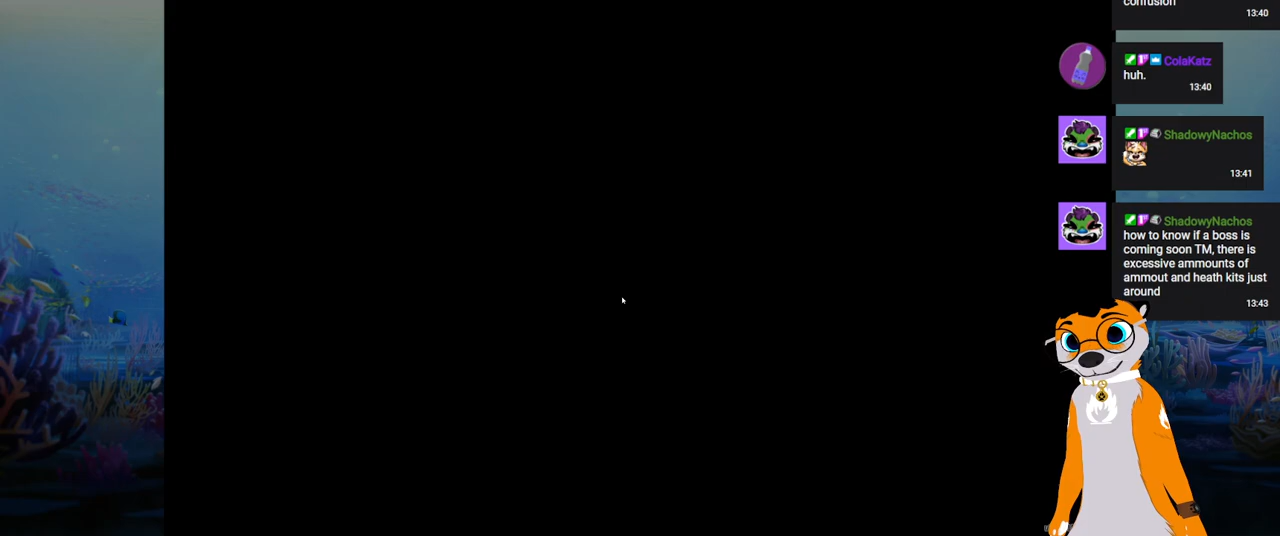 confusion
13:40
ColaKatz
huh.
13:40
ShadowyNachos
13:41
ShadowyNachos
how to know if a boss is
coming soon TM, there is
excessive ammounts of
ammout and heath kits just
around
13:43